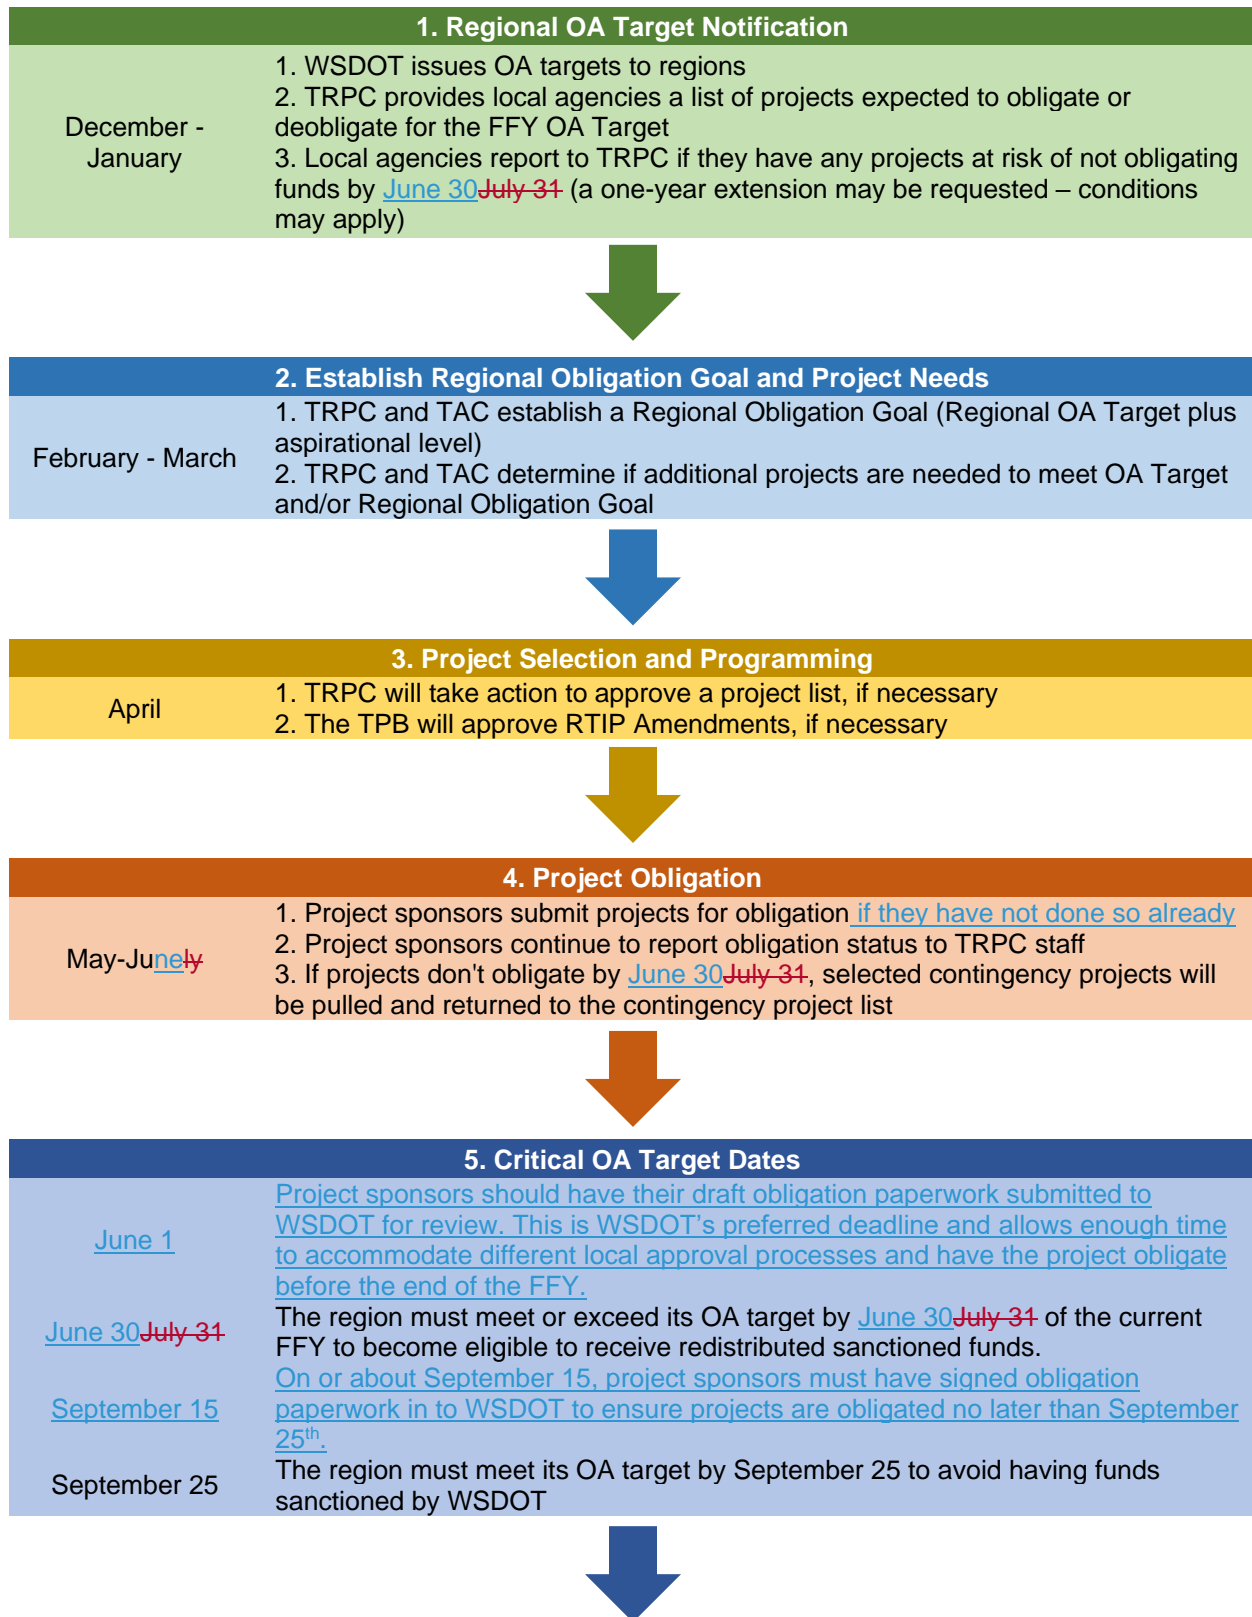 1. Regional OA Target Notification
December -
January
1. WSDOT issues OA targets to regions
2. TRPC provides local agencies a list of projects expected to obligate or
deobligate for the FFY OA Target
3. Local agencies report to TRPC if they have any projects at risk of not obligating
funds by June 30July 31 (a one-year extension may be requested – conditions
may apply)
2. Establish Regional Obligation Goal and Project Needs
February - March
1. TRPC and TAC establish a Regional Obligation Goal (Regional OA Target plus
aspirational level)
2. TRPC and TAC determine if additional projects are needed to meet OA Target
and/or Regional Obligation Goal
3. Project Selection and Programming
April
1. TRPC will take action to approve a project list, if necessary
2. The TPB will approve RTIP Amendments, if necessary
4. Project Obligation
May-Junely
1. Project sponsors submit projects for obligation if they have not done so already
2. Project sponsors continue to report obligation status to TRPC staff
3. If projects don't obligate by June 30July 31, selected contingency projects will
be pulled and returned to the contingency project list
5. Critical OA Target Dates
June 1
Project sponsors should have their draft obligation paperwork submitted to
WSDOT for review. This is WSDOT's preferred deadline and allows enough time
to accommodate different local approval processes and have the project obligate
before the end of the FFY.
June 30July 31
The region must meet or exceed its OA target by June 30July 31 of the current
FFY to become eligible to receive redistributed sanctioned funds.
September 15
On or about September 15, project sponsors must have signed obligation
paperwork in to WSDOT to ensure projects are obligated no later than September
25th.
September 25
The region must meet its OA target by September 25 to avoid having funds
sanctioned by WSDOT